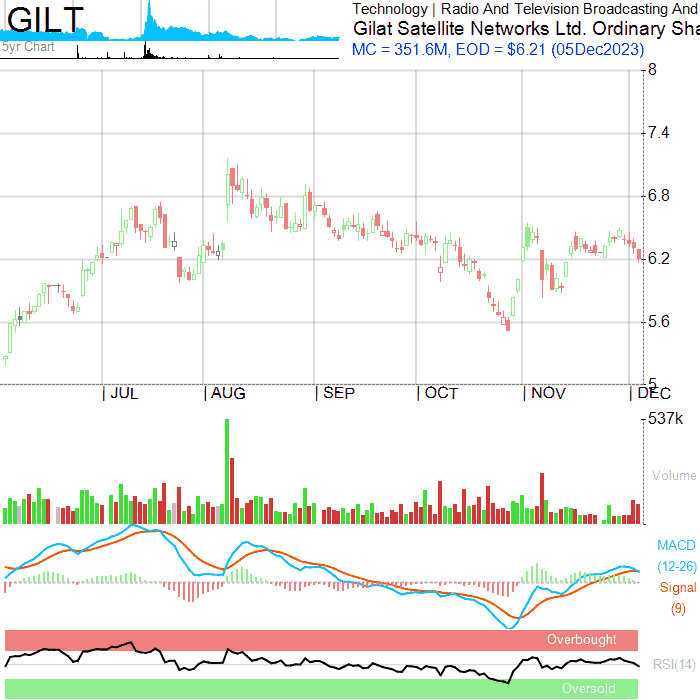 GILT
5yr Chart
Technology | Radio And Television Broadcasting And
Gilat Satellite Networks Ltd. Ordinary Sha
MC = 351.6M, EOD = $6.21 (05Dec2023)
8
7.4
6.8
6.2
5.6
5
JUL AUG SEP OCT NOV DEC
537k
Volume
MACD
(12-26)
Signal
(9)
Overbought
RSI(14)
Oversold